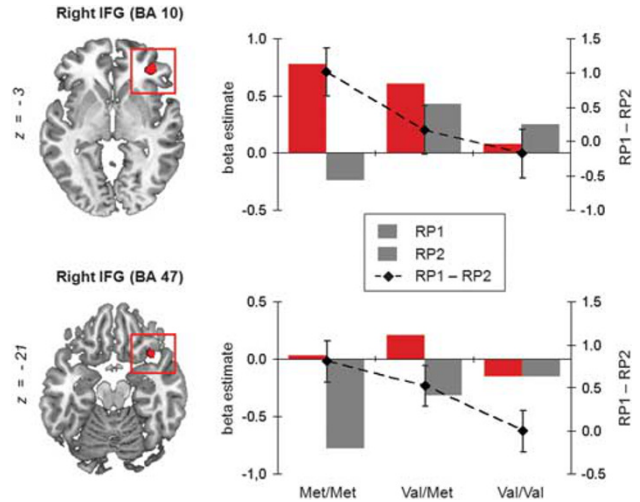 Right IFG (BA 10)
z = - 3
beta estimate
1.0
0.5
0.0
-0.5
1.5
1.0
0.5
0.0
-0.5
-1.0
RP1 – RP2
RP1
RP2
RP1 – RP2
Right IFG (BA 47)
z = - 21
beta estimate
0.5
0.0
-0.5
-1,0
1.5
1.0
0.5
0.0
-0.5
RP1 – RP2
Met/Met
Val/Met
Val/Val